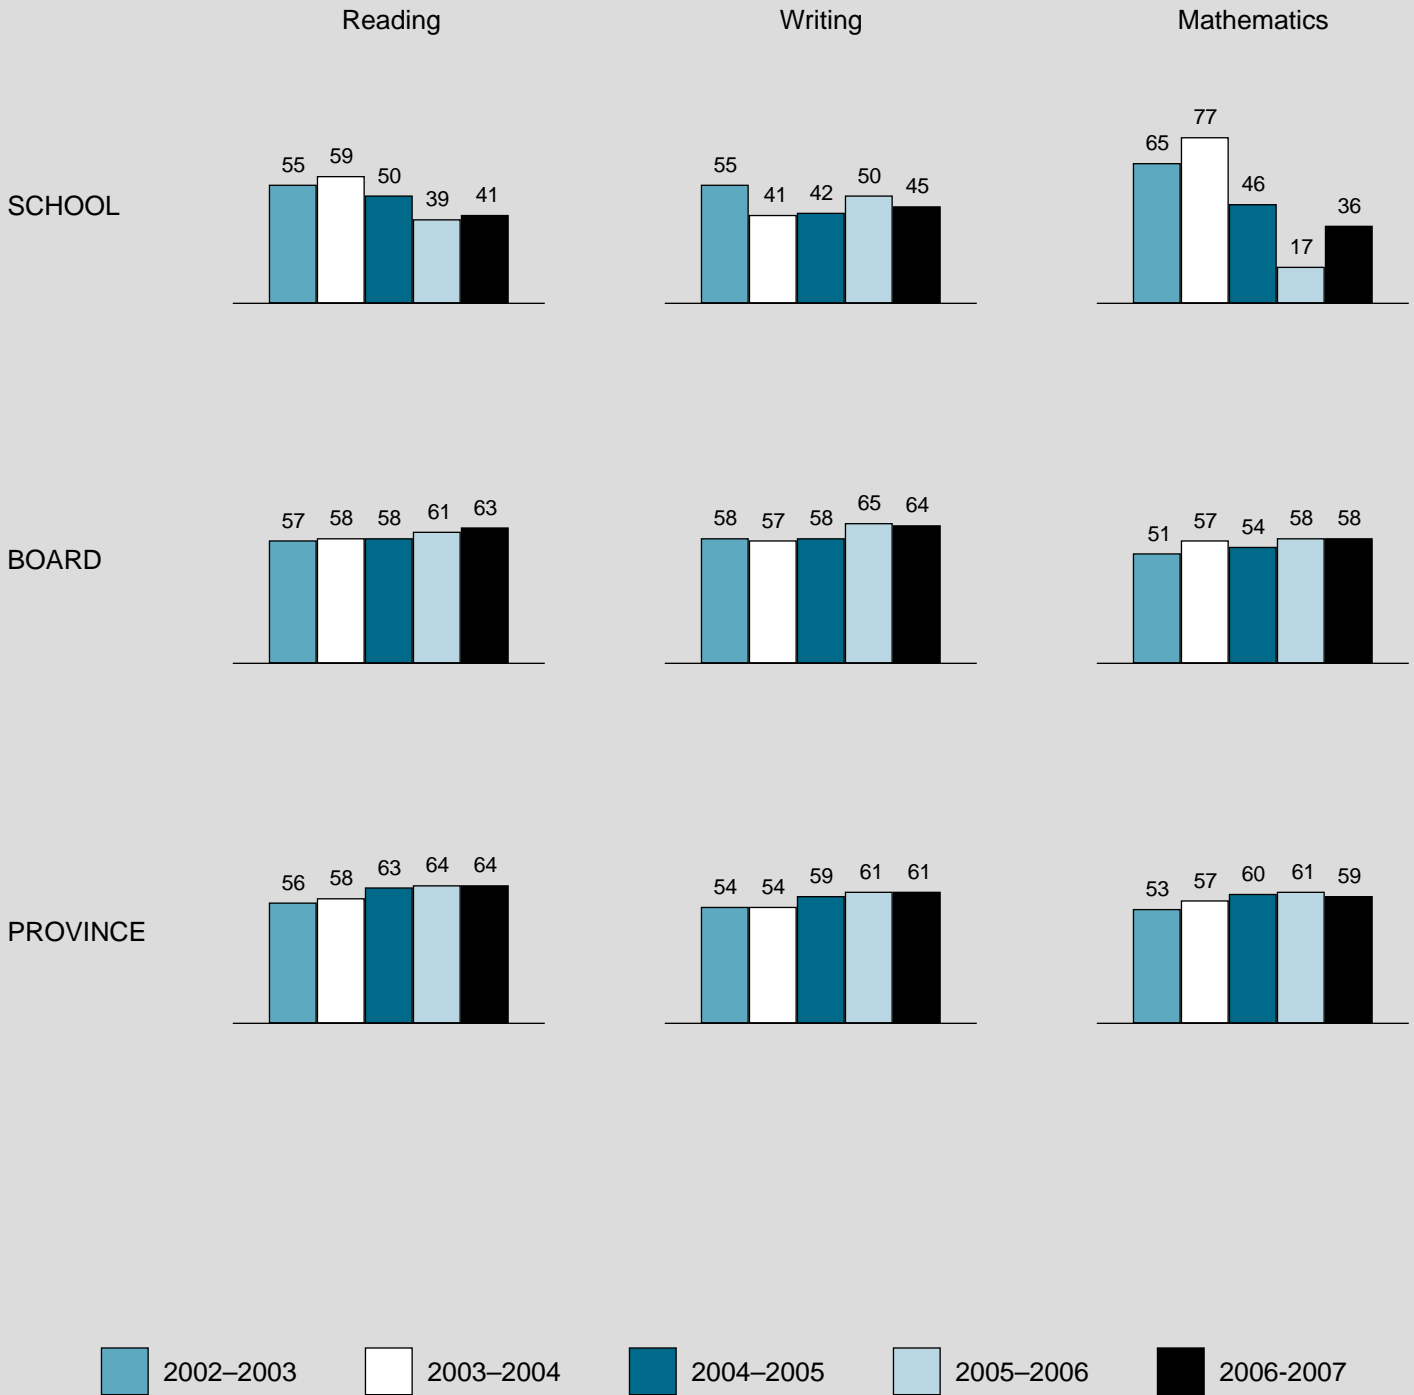 Reading Writing Mathematics
SCHOOL
55 59 50 39 41
55 41 42 50 45
65 77 46 17 36
BOARD
57 58 58 61 63
58 57 58 65 64
51 57 54 58 58
PROVINCE
56 58 63 64 64
54 54 59 61 61
53 57 60 61 59
2002–2003 2003–2004 2004–2005 2005–2006 2006-2007